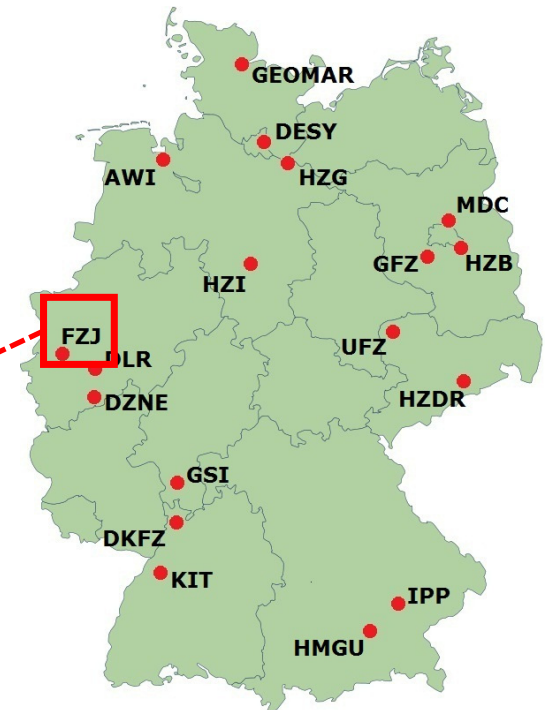 GEOMAR
DESY
AWI
HZG
MDC
GFZ
HZB
HZI
FZJ
UFZ
DLR
DZNE
HZDR
GSI
DKFZ
KIT
IPP
HMGU